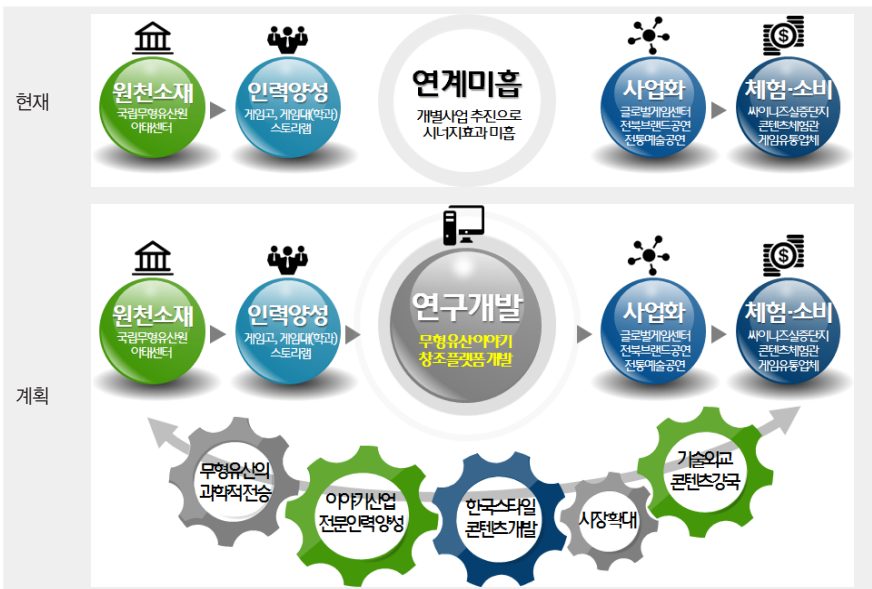 현재
원천소재
국립무형유산원
아태센터
인력양성
게임고, 게임대(학과)
스토리랩
연계미흡
개별사업 추진으로
시너지효과 미흡
사업화
글로벌게임센터
전북브랜드공연
전통예술공연
체험·소비
싸이니즈실증단지
콘텐츠체험관
게임유통업체
계획
원천소재
국립무형유산원
아태센터
인력양성
게임고, 게임대(학과)
스토리랩
연구개발
무형유산이야기
창조플랫폼 개발
사업화
글로벌게임센터
전북브랜드공연
전통예술공연
체험·소비
싸이니즈실증단지
콘텐츠체험관
게임유통업체
무형유산의
과학적전승
이야기산업
전문인력양성
한국스타일
콘텐츠개발
시장확대
기술외교
콘텐츠강국